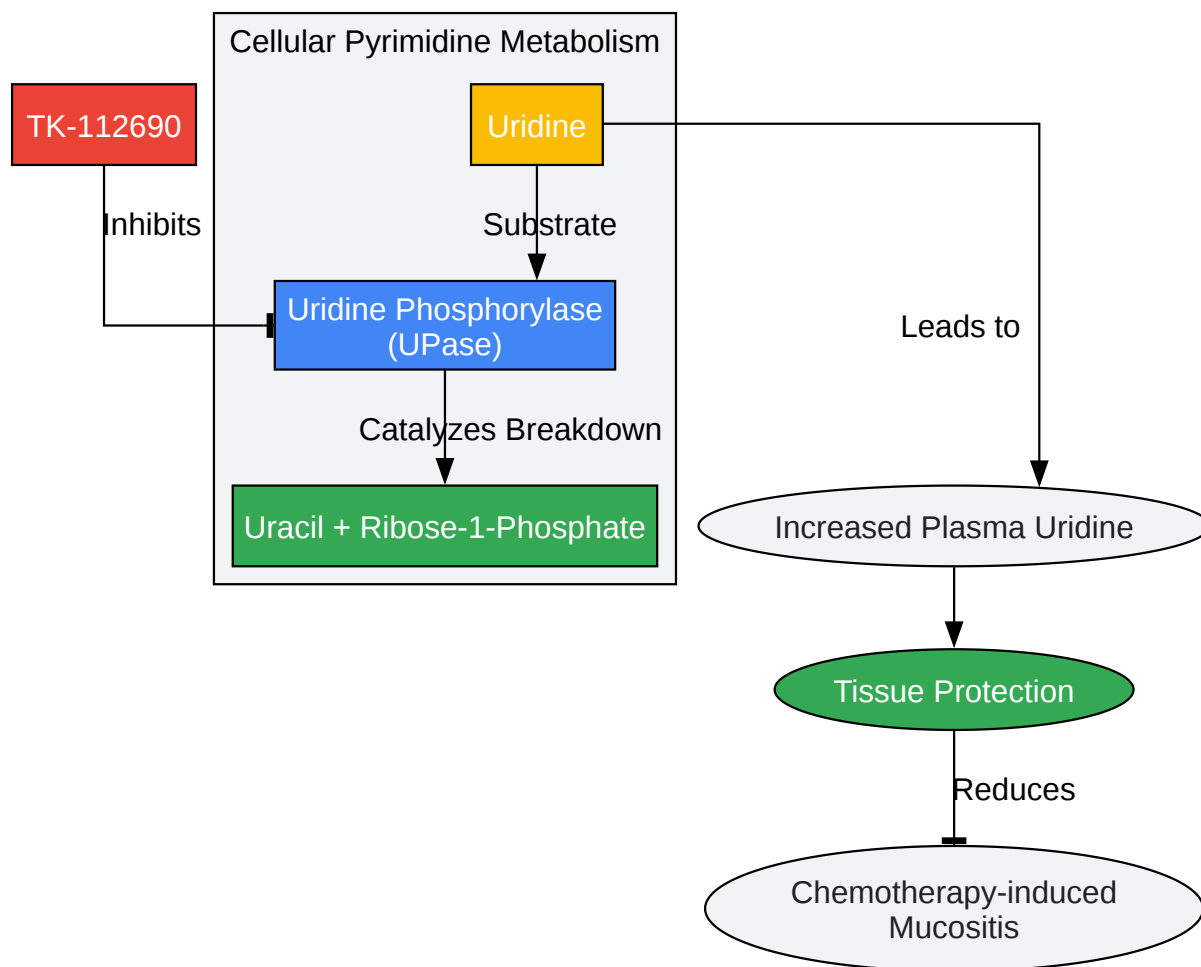 Cellular Pyrimidine Metabolism
TK-112690
Uridine
Inhibits
Substrate
Uridine Phosphorylase
(UPase)
Leads to
Catalyzes Breakdown
Uracil + Ribose-1-Phosphate
Increased Plasma Uridine
Tissue Protection
Reduces
Chemotherapy-induced
Mucositis